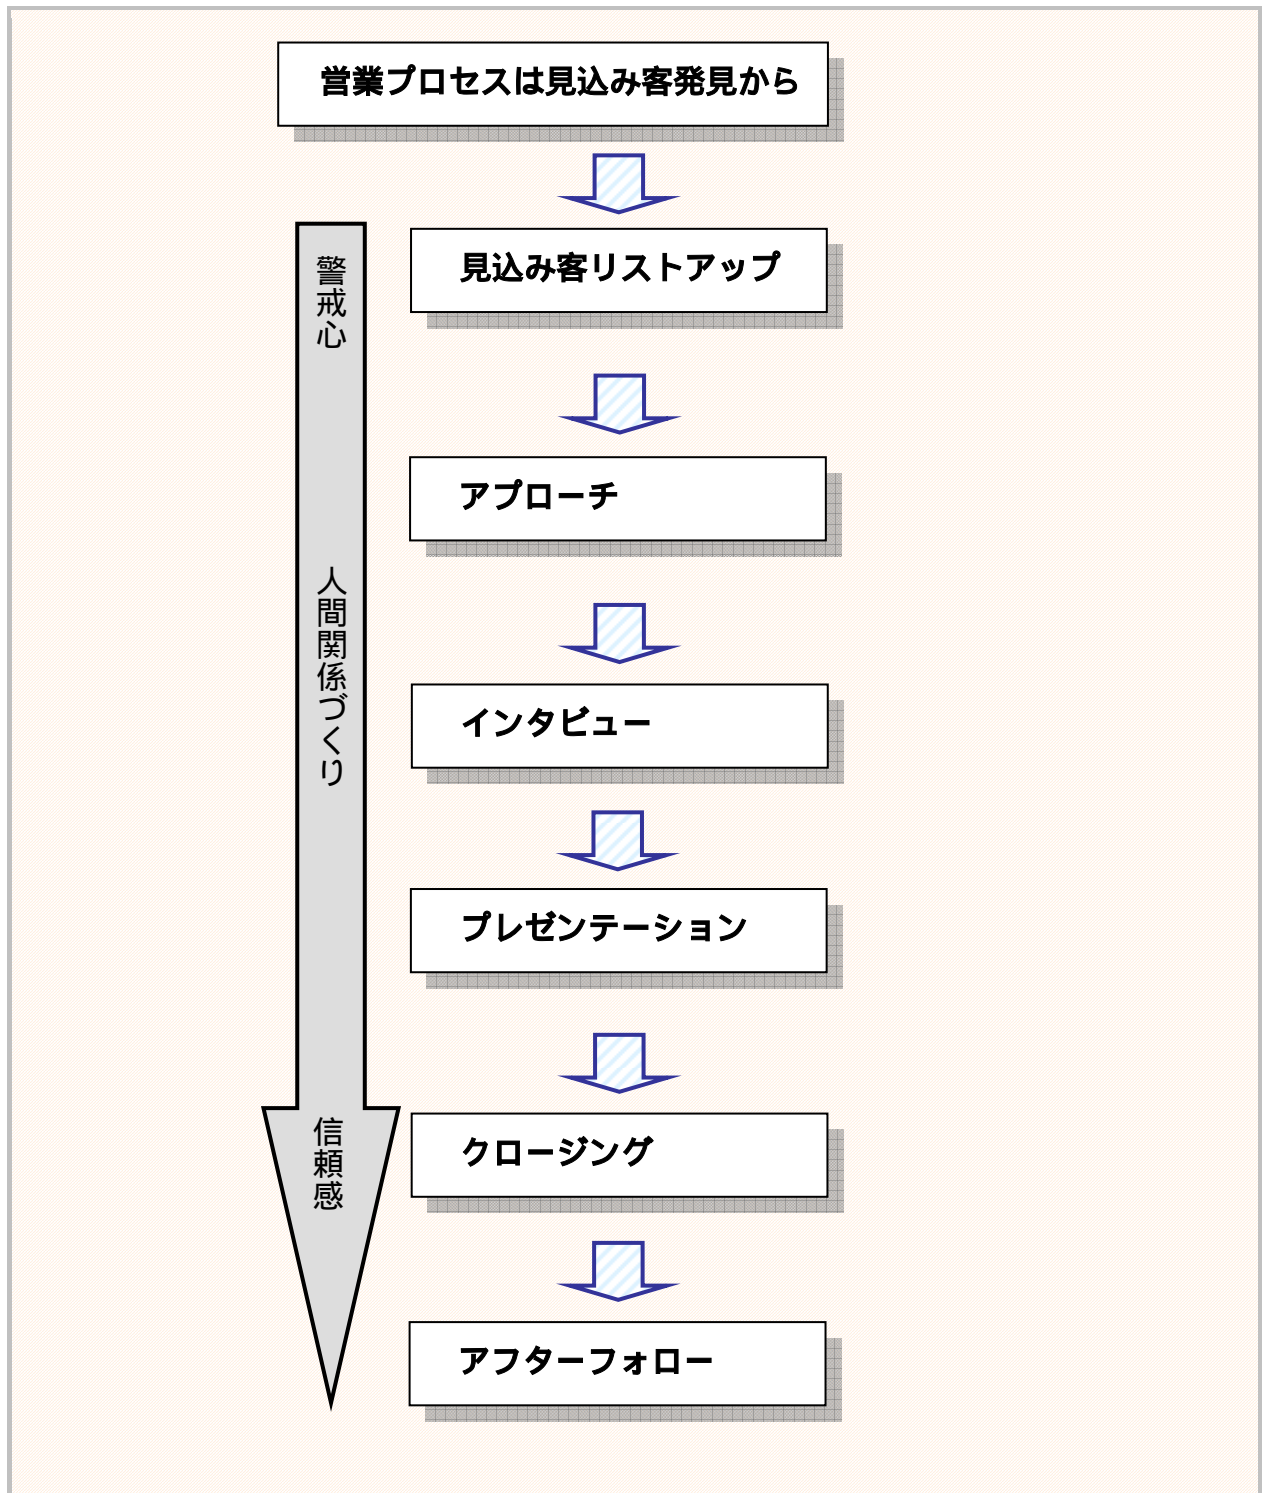 営業プロセスは見込み客発見から
見込み客リストアップ
アプローチ
インタビュー
プレゼンテーション
クロージング
アフターフォロー
警戒心
人間関係づくり
信頼感